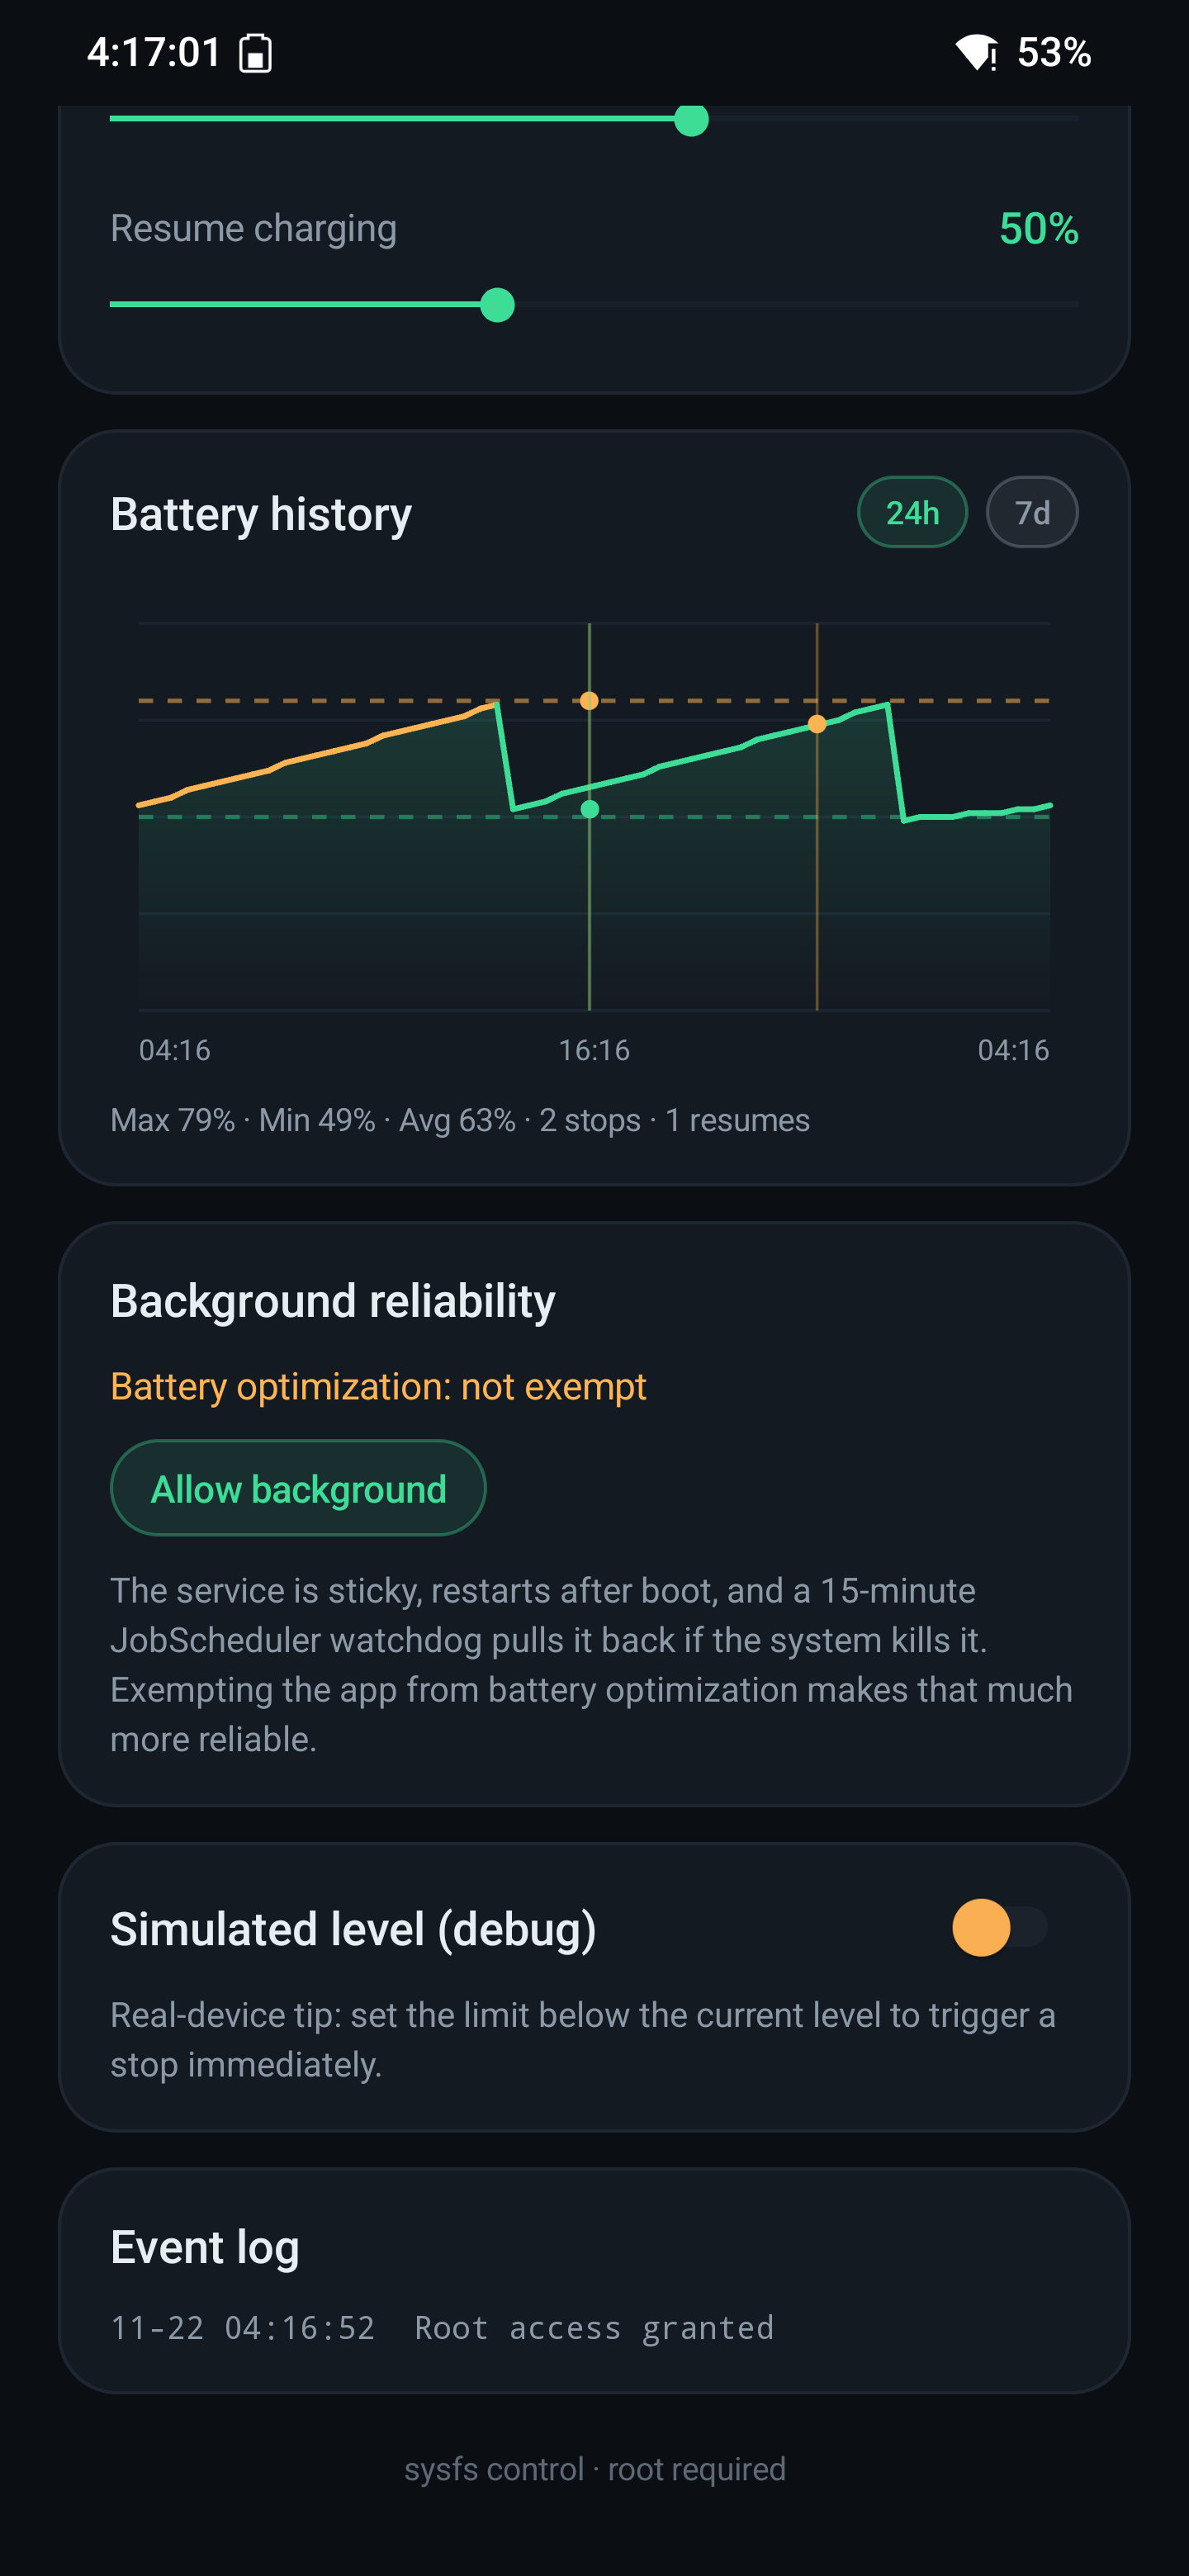 4:17:01
53%
Resume charging 50%
Battery history 24h 7d
04:16 16:16 04:16
Max 79% · Min 49% · Avg 63% · 2 stops · 1 resumes
Background reliability
Battery optimization: not exempt
Allow background
The service is sticky, restarts after boot, and a 15-minute
JobScheduler watchdog pulls it back if the system kills it.
Exempting the app from battery optimization makes that much
more reliable.
Simulated level (debug)
Real-device tip: set the limit below the current level to trigger a
stop immediately.
Event log
11-22 04:16:52 Root access granted
sysfs control · root required